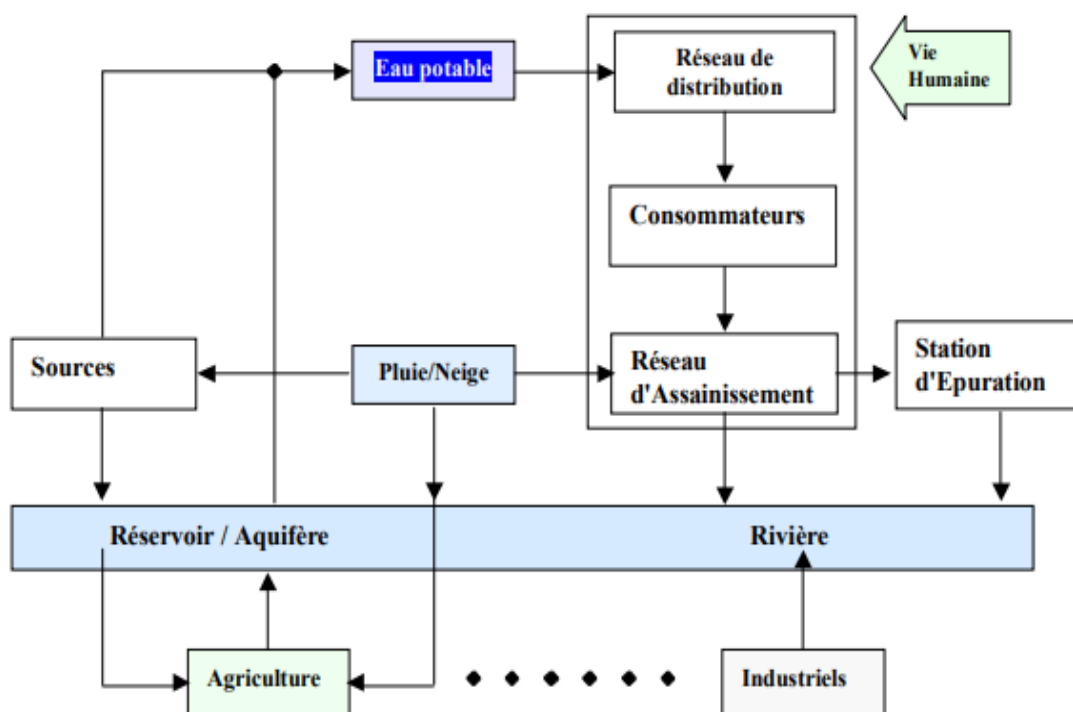 Eau potable
Réseau de
distribution
Vie
Humaine
Consommateurs
Sources
Pluie/Neige
Réseau
d'Assainissement
Station
d'Epuration
Réservoir / Aquifère
Rivière
Agriculture
Industriels